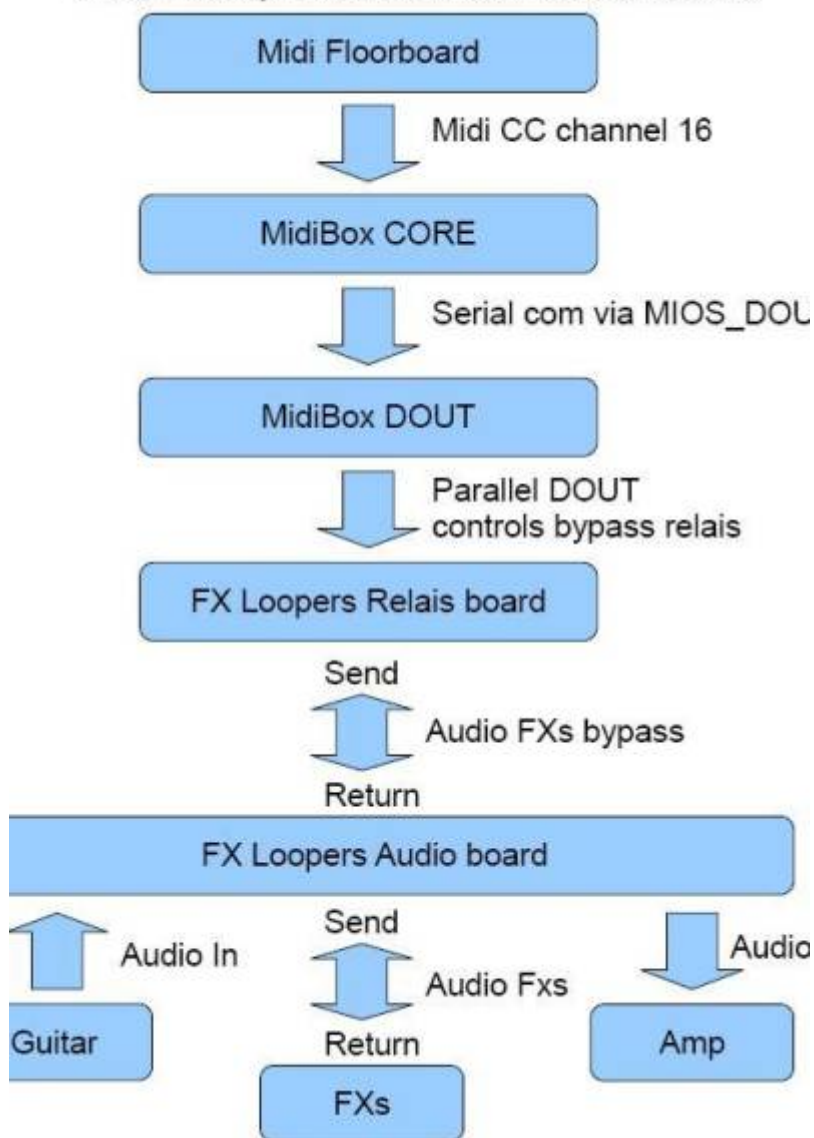 Midi Floorboard
Midi CC channel 16
MidiBox CORE
Serial com via MIOS_DOU
MidiBox DOUT
Parallel DOUT
controls bypass relais
FX Loopers Relais board
Send
Audio FXs bypass
Return
FX Loopers Audio board
Send
Audio In
Audio
Audio Fxs
Guitar
Return
Amp
FXs